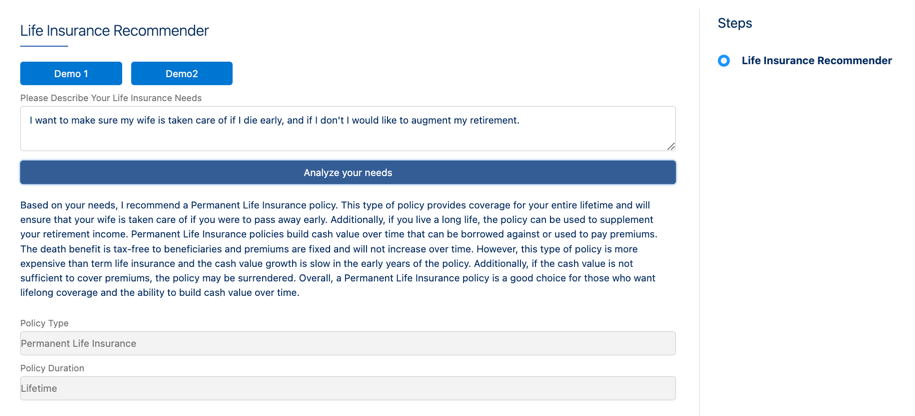 Life Insurance Recommender
Demo 1
Demo2
Please Describe Your Life Insurance Needs
I want to make sure my wife is taken care of if I die early, and if I don't I would like to augment my retirement.
Analyze your needs
Based on your needs, I recommend a Permanent Life Insurance policy. This type of policy provides coverage for your entire lifetime and will
ensure that your wife is taken care of if you were to pass away early. Additionally, if you live a long life, the policy can be used to supplement
your retirement income. Permanent Life Insurance policies build cash value over time that can be borrowed against or used to pay premiums.
The death benefit is tax-free to beneficiaries and premiums are fixed and will not increase over time. However, this type of policy is more
expensive than term life insurance and the cash value growth is slow in the early years of the policy. Additionally, if the cash value is not
sufficient to cover premiums, the policy may be surrendered. Overall, a Permanent Life Insurance policy is a good choice for those who want
lifelong coverage and the ability to build cash value over time.
Policy Type
Permanent Life Insurance
Policy Duration
Lifetime
Steps
Life Insurance Recommender